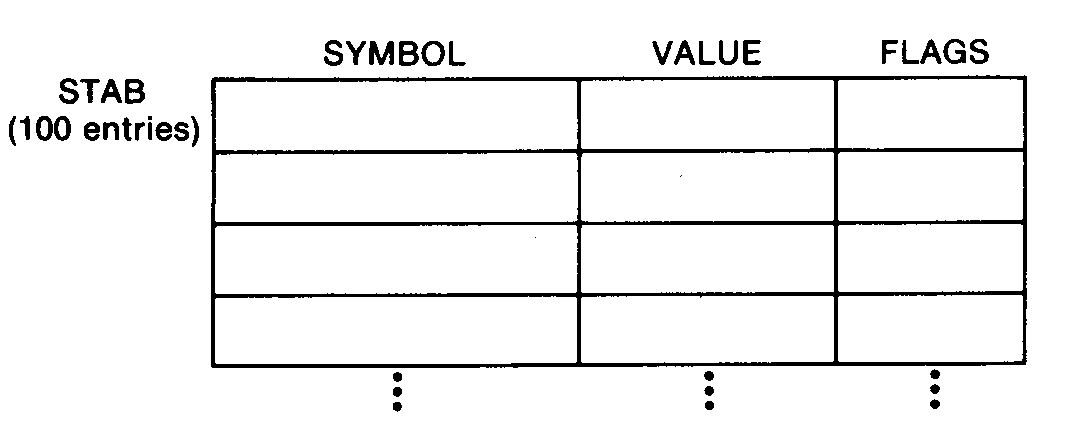 SYMBOL VALUE FLAGS
STAB
(100 entries)